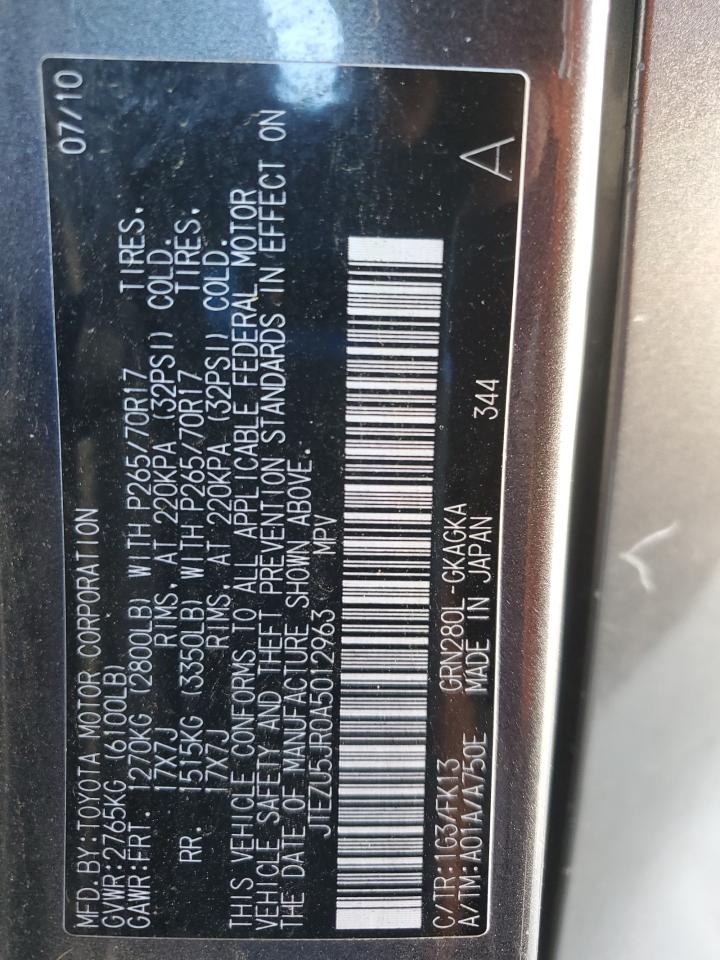 MFD. BY:TOYOTA MOTOR CORPORATION 07/10
GVWR:2765KG (6100LB)
GAWR:FRT. 1270KG (2800LB) WITH P265/70R17 TIRES,
17X7J RIMS, AT 220KPA (32PSI) COLD.
RR. 1515KG (3350LB) WITH P265/70R17 TIRES,
17X7J RIMS, AT 220KPA (32PSI) COLD.
THIS VEHICLE CONFORMS TO ALL APPLICABLE FEDERAL MOTOR
VEHICLE SAFETY AND THEFT PREVENTION STANDARDS IN EFFECT ON
THE DATE OF MANUFACTURE SHOWN ABOVE.
JTEZU5JR0A5012963 MPV
C/TR:1G3/FK13 GRN280L-GKAGKA A
A/TM:A01A/A750E MADE IN JAPAN 344